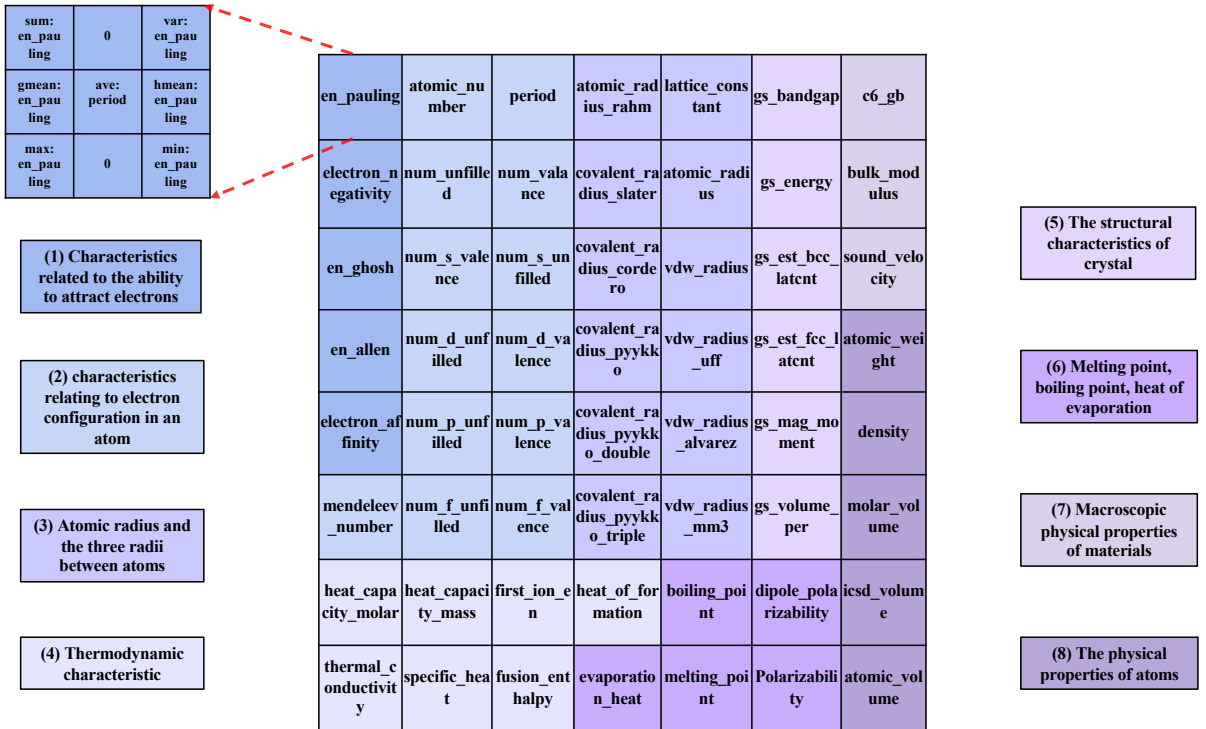 sum:
en_pau
ling
0
var:
en_pau
ling
gmean:
en_pau
ling
ave:
period
hmean:
en_pau
ling
max:
en_pau
ling
0
min:
en_pau
ling
(1) Characteristics
related to the ability
to attract electrons
(2) characteristics
relating to electron
configuration in an
atom
(3) Atomic radius and
the three radii
between atoms
(4) Thermodynamic
characteristic
en_pauling
atomic_nu
mber
period
atomic_rad
ius_rahm
lattice_cons
tant
gs_bandgap
c6_gb
electron_n
egativity
num_unfille
d
num_vala
nce
covalent_ra
dius_slater
atomic_radi
us
gs_energy
bulk_mod
ulus
en_ghosh
num_s_vale
nce
num_s_un
filled
covalent_ra
dius_corde
ro
vdw_radius
gs_est_bcc_
latcnt
sound_velo
city
en_allen
num_d_unf
illed
num_d_va
lence
covalent_ra
dius_pyykk
o
vdw_radius
_uff
gs_est_fcc_l
atcnt
atomic_wei
ght
electron_af
finity
num_p_unf
illed
num_p_va
lence
covalent_ra
dius_pyykk
o_double
vdw_radius
_alvarez
gs_mag_mo
ment
density
mendeleev
_number
num_f_unfi
lled
num_f_val
ence
covalent_ra
dius_pyykk
o_triple
vdw_radius
_mm3
gs_volume_
per
molar_vol
ume
heat_capa
city_molar
heat_capaci
ty_mass
first_ion_e
n
heat_of_for
mation
boiling_poi
nt
dipole_pola
rizability
icsd_volum
e
thermal_c
onductivit
y
specific_hea
t
fusion_ent
halpy
evaporatio
n_heat
melting_poi
nt
Polarizabili
ty
atomic_vol
ume
(5) The structural
characteristics of
crystal
(6) Melting point,
boiling point, heat of
evaporation
(7) Macroscopic
physical properties
of materials
(8) The physical
properties of atoms